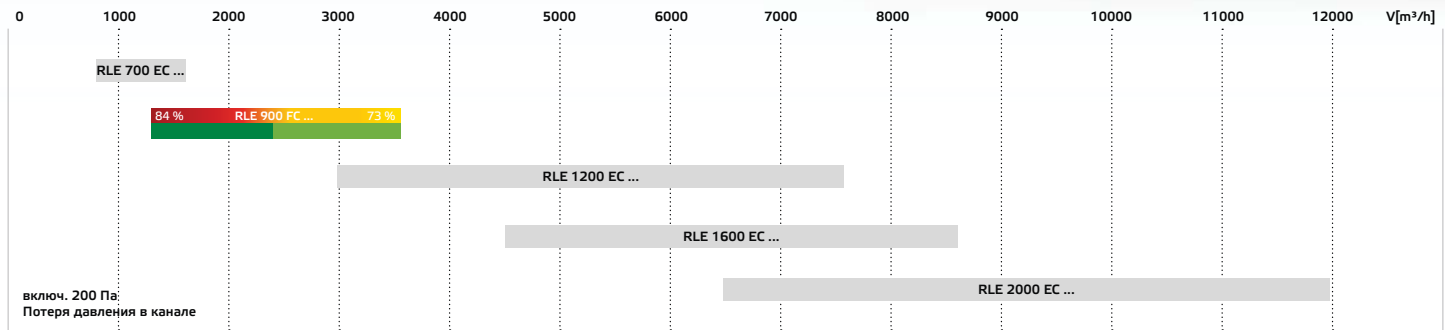 0 1000 2000 3000 4000 5000 6000 7000 8000 9000 10000 11000 12000 V[m³/h]
RLE 700 EC ...
84 % RLE 900 FC ... 73 %
RLE 1200 EC ...
RLE 1600 EC ...
RLE 2000 EC ...
включ. 200 Па
Потеря давления в канале